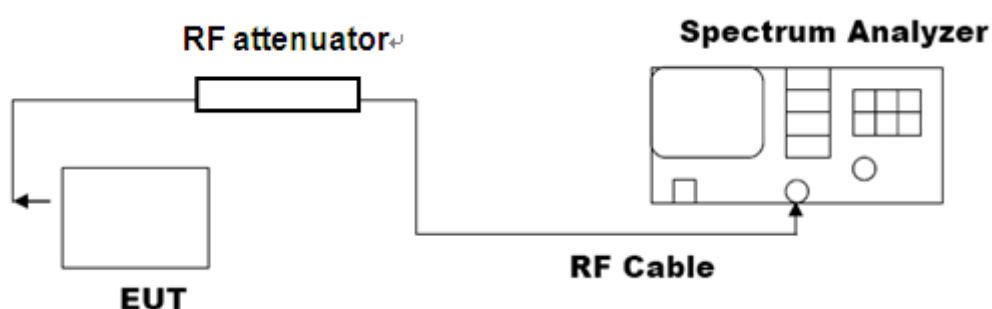 RF attenuator↵
Spectrum Analyzer
RF Cable
EUT